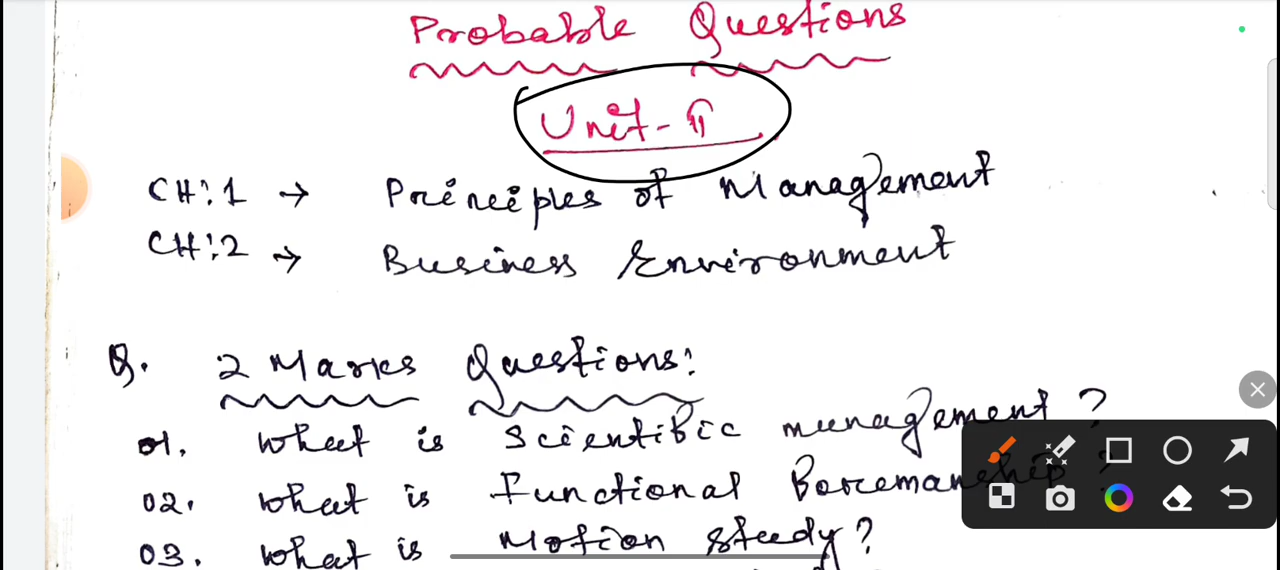 Probable Questions
Unit - II
CH:1 → Principles of Management
CH:2 → Business Environment
Q. 2 Marks Questions:
01. What is Scientific management?
02. What is Functional Foremanship?
03. What is Motion study?